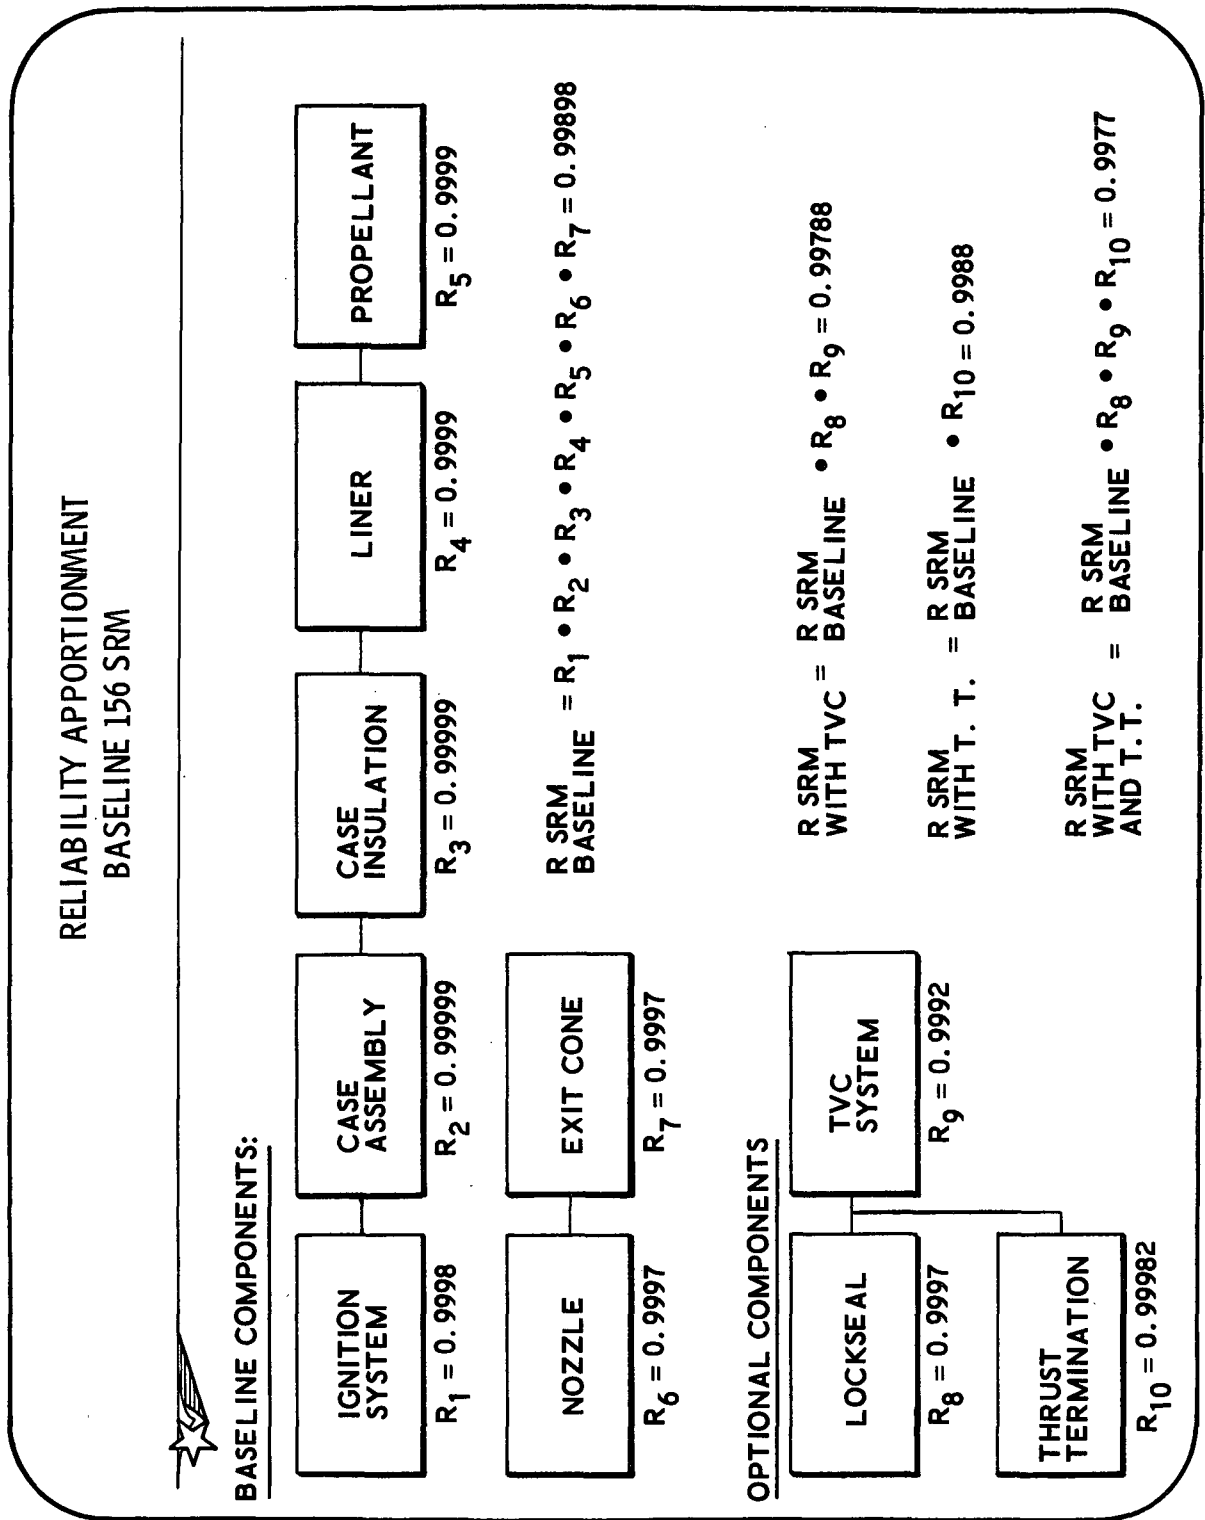 RELIABILITY APPORTIONMENT
BASELINE 156 SRM
BASELINE COMPONENTS:
IGNITION
SYSTEM
R1 = 0.9998
CASE
ASSEMBLY
R2 = 0.99999
CASE
INSULATION
R3 = 0.99999
LINER
R4 = 0.9999
PROPELLANT
R5 = 0.9999
NOZZLE
R6 = 0.9997
EXIT CONE
R7 = 0.9997
R SRM
BASELINE = R1 • R2 • R3 • R4 • R5 • R6 • R7 = 0.99898
OPTIONAL COMPONENTS
LOCKSEAL
R8 = 0.9997
TVC
SYSTEM
R9 = 0.9992
THRUST
TERMINATION
R10 = 0.99982
R SRM R SRM
WITH TVC = BASELINE • R8 • R9 = 0.99788
R SRM R SRM
WITH T. T. = BASELINE • R10 = 0.9988
R SRM R SRM
WITH TVC = BASELINE • R8 • R9 • R10 = 0.9977
AND T. T.